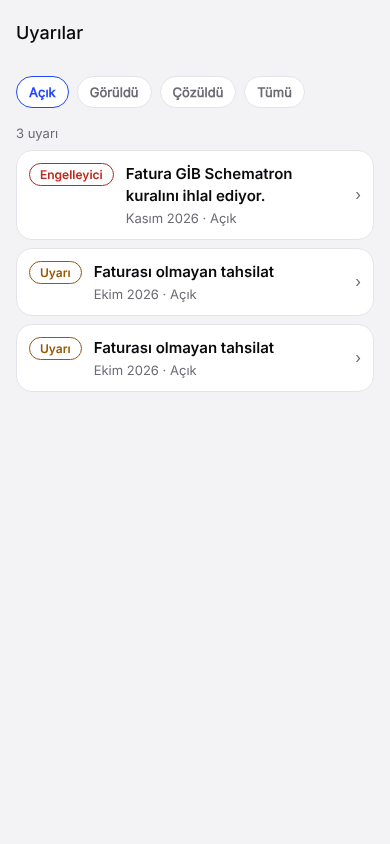 Uyarılar
Açık
Görüldü
Çözüldü
Tümü
3 uyarı
Engelleyici
Fatura GİB Schematron
kuralını ihlal ediyor.
Kasım 2026 · Açık
›
Uyarı
Faturası olmayan tahsilat
Ekim 2026 · Açık
›
Uyarı
Faturası olmayan tahsilat
Ekim 2026 · Açık
›